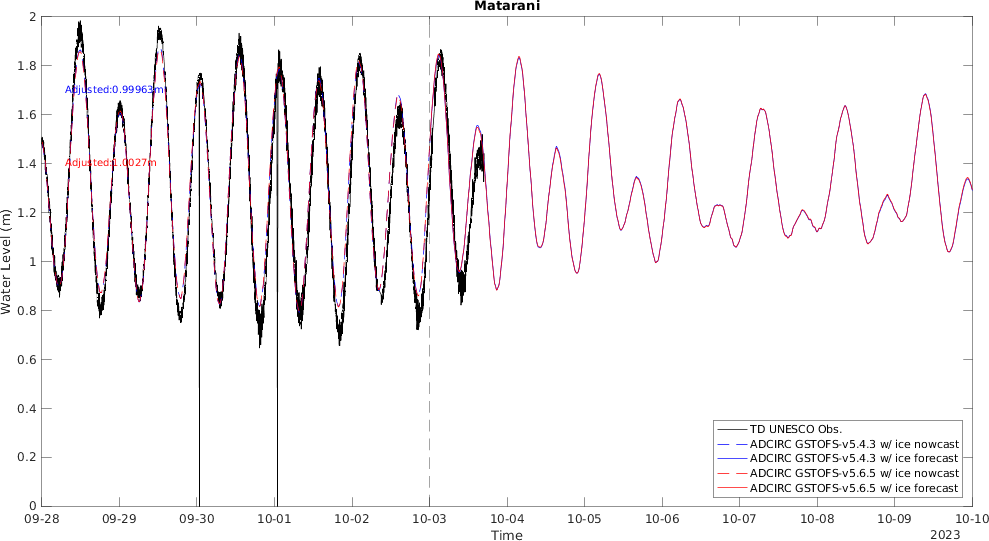 Matarani
2
1.8
1.6
1.4
1.2
1
0.8
0.6
0.4
0.2
0
Water Level (m)
Adjusted:0.99963m
Adjusted:1.0027m
TD UNESCO Obs.
ADCIRC GSTOFS-v5.4.3 w/ ice nowcast
ADCIRC GSTOFS-v5.4.3 w/ ice forecast
ADCIRC GSTOFS-v5.6.5 w/ ice nowcast
ADCIRC GSTOFS-v5.6.5 w/ ice forecast
09-28 09-29 09-30 10-01 10-02 10-03 10-04 10-05 10-06 10-07 10-08 10-09 10-10
Time
2023